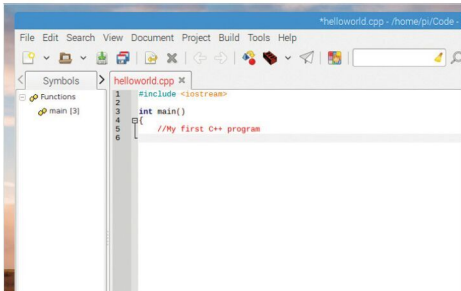 *helloworld.cpp - /home/pi/Code -
File Edit Search View Document Project Build Tools Help
Symbols
helloworld.cpp
Functions
main [3]
1 #include <iostream>
2
3 int main()
4 {
5 //My first C++ program
6